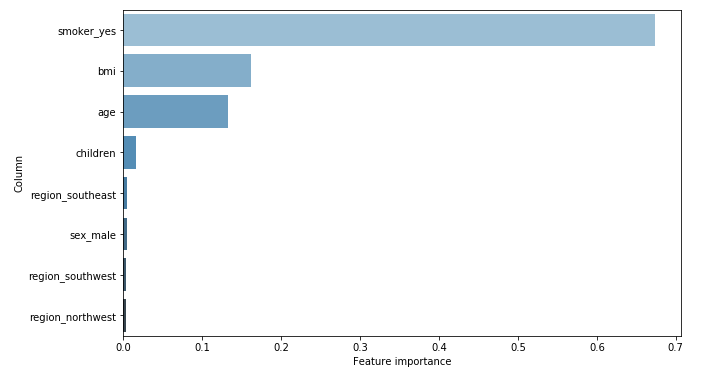 smoker_yes
bmi
age
children
region_southeast
sex_male
region_southwest
region_northwest
Column
0.0 0.1 0.2 0.3 0.4 0.5 0.6 0.7
Feature importance